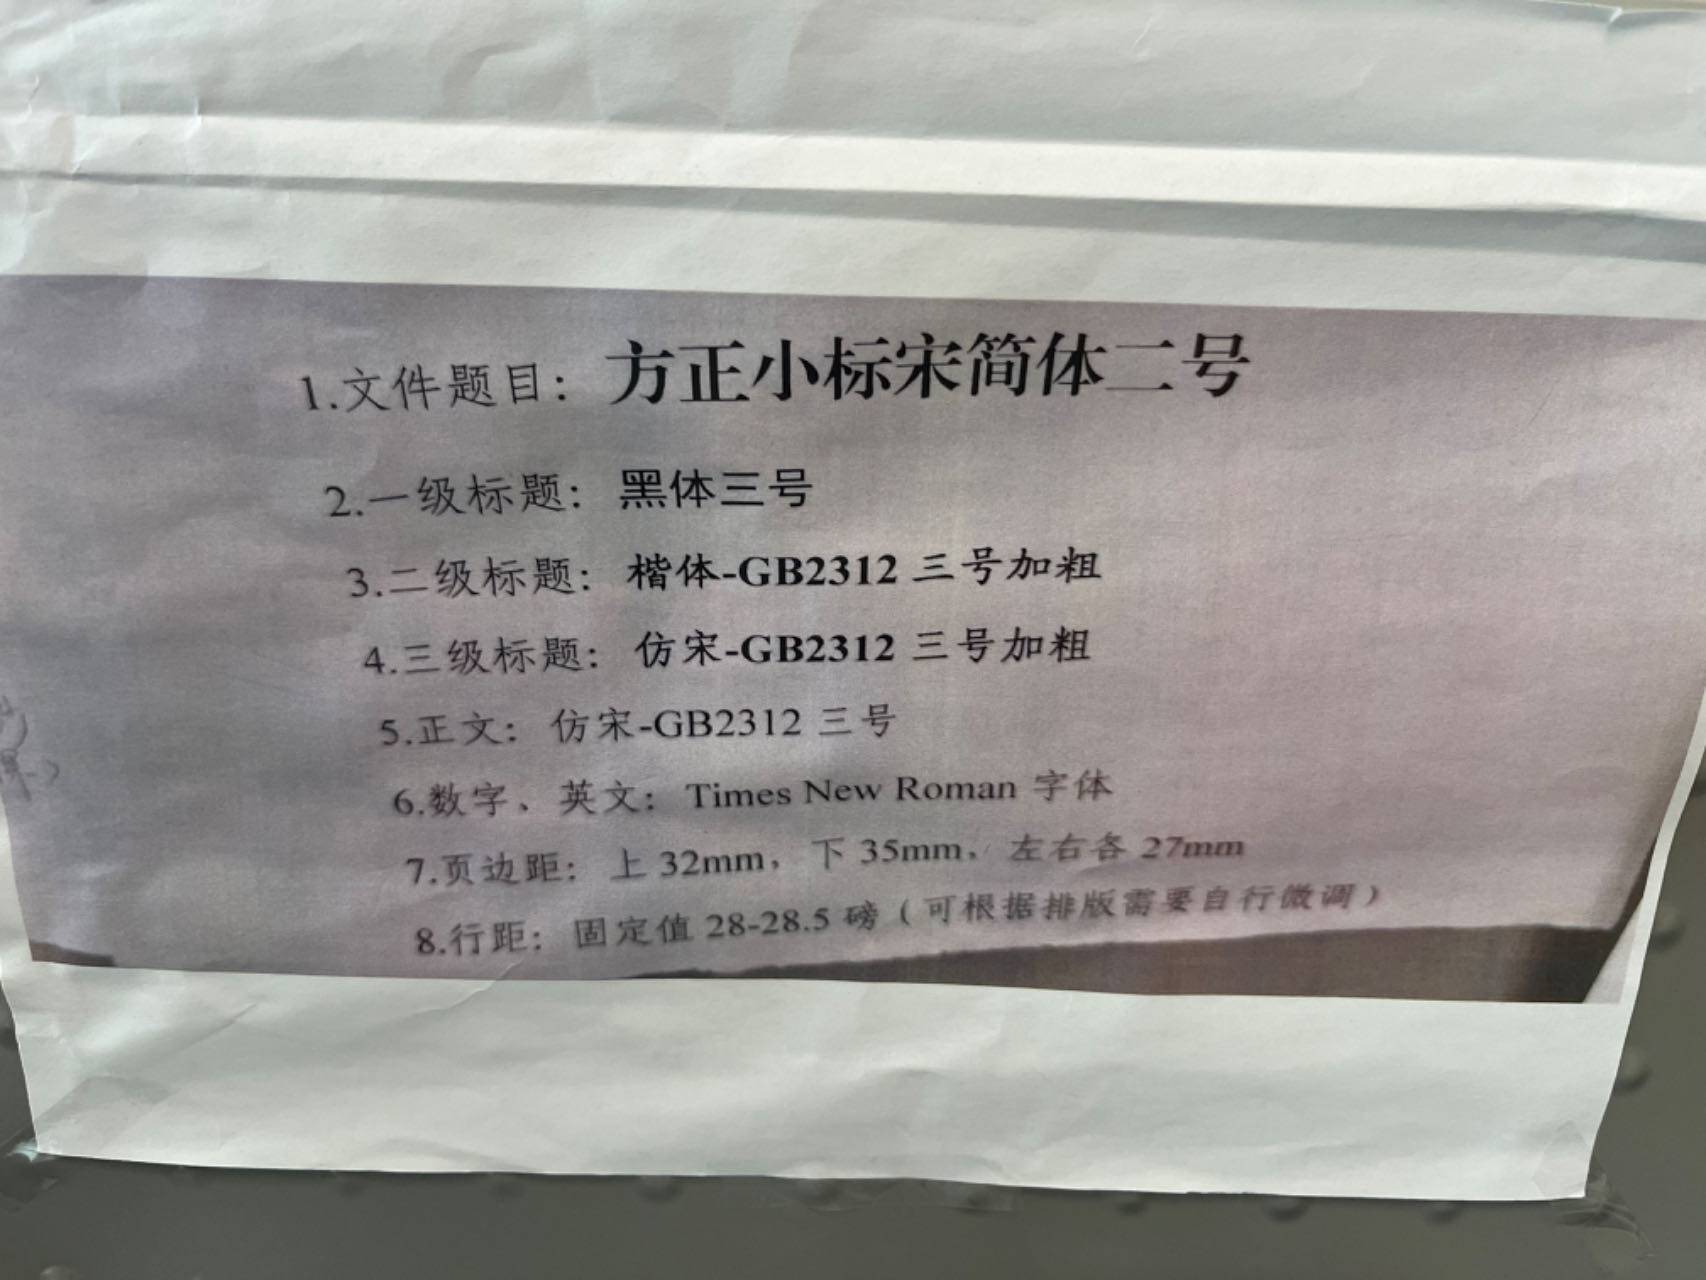 1.文件题目：方正小标宋简体二号
2.一级标题：黑体三号
3.二级标题：楷体-GB2312 三号加粗
4.三级标题：仿宋-GB2312 三号加粗
5.正文：仿宋-GB2312 三号
6.数字、英文：Times New Roman 字体
7.页边距：上 32mm，下 35mm，左右各 27mm
8.行距：固定值 28-28.5 磅（可根据排版需要自行微调）